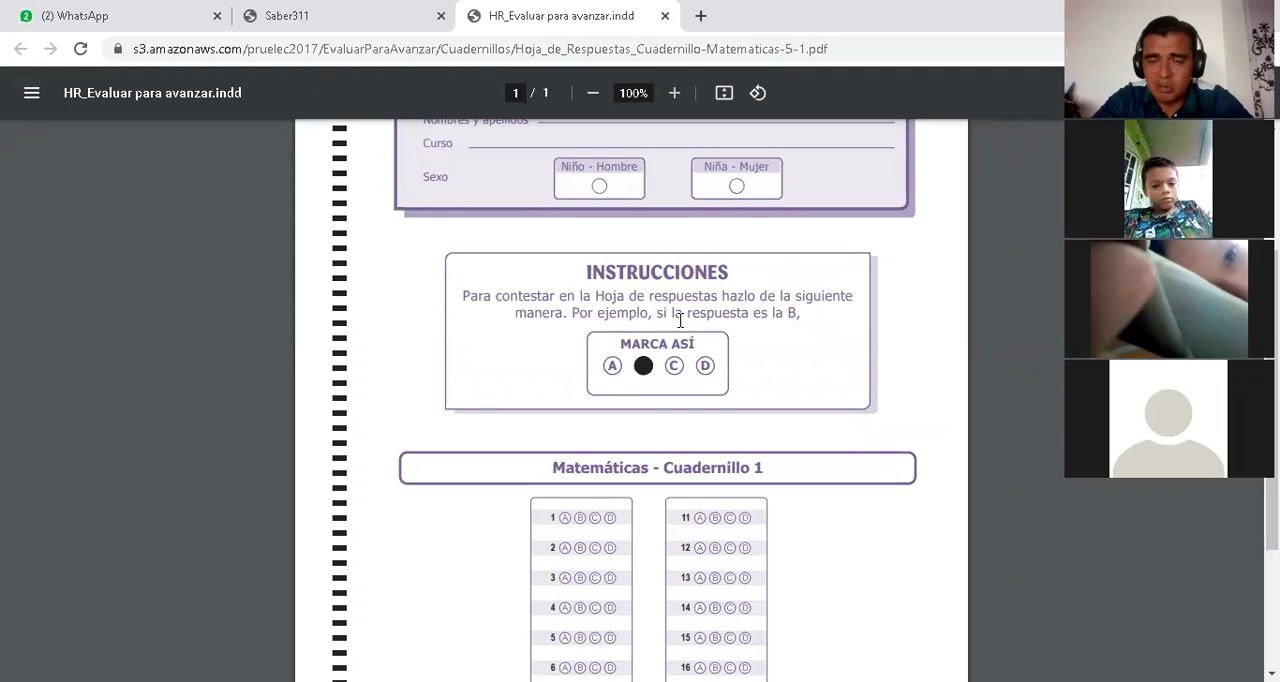 2 (2) WhatsApp
Saber311
HR_Evaluar para avanzar.indd
s3.amazonaws.com/pruelec2017/EvaluarParaAvanzar/Cuadernillos/Hoja_de_Respuestas_Cuadernillo-Matematicas-5-1.pdf
HR_Evaluar para avanzar.indd
1 / 1
100%
Nombres y apellidos
Curso
Sexo
Niño - Hombre
Niña - Mujer
INSTRUCCIONES
Para contestar en la Hoja de respuestas hazlo de la siguiente
manera. Por ejemplo, si la respuesta es la B,
MARCA ASÍ
A C D
Matemáticas - Cuadernillo 1
1 A B C D
2 A B C D
3 A B C D
4 A B C D
5 A B C D
6 A B C D
11 A B C D
12 A B C D
13 A B C D
14 A B C D
15 A B C D
16 A B C D